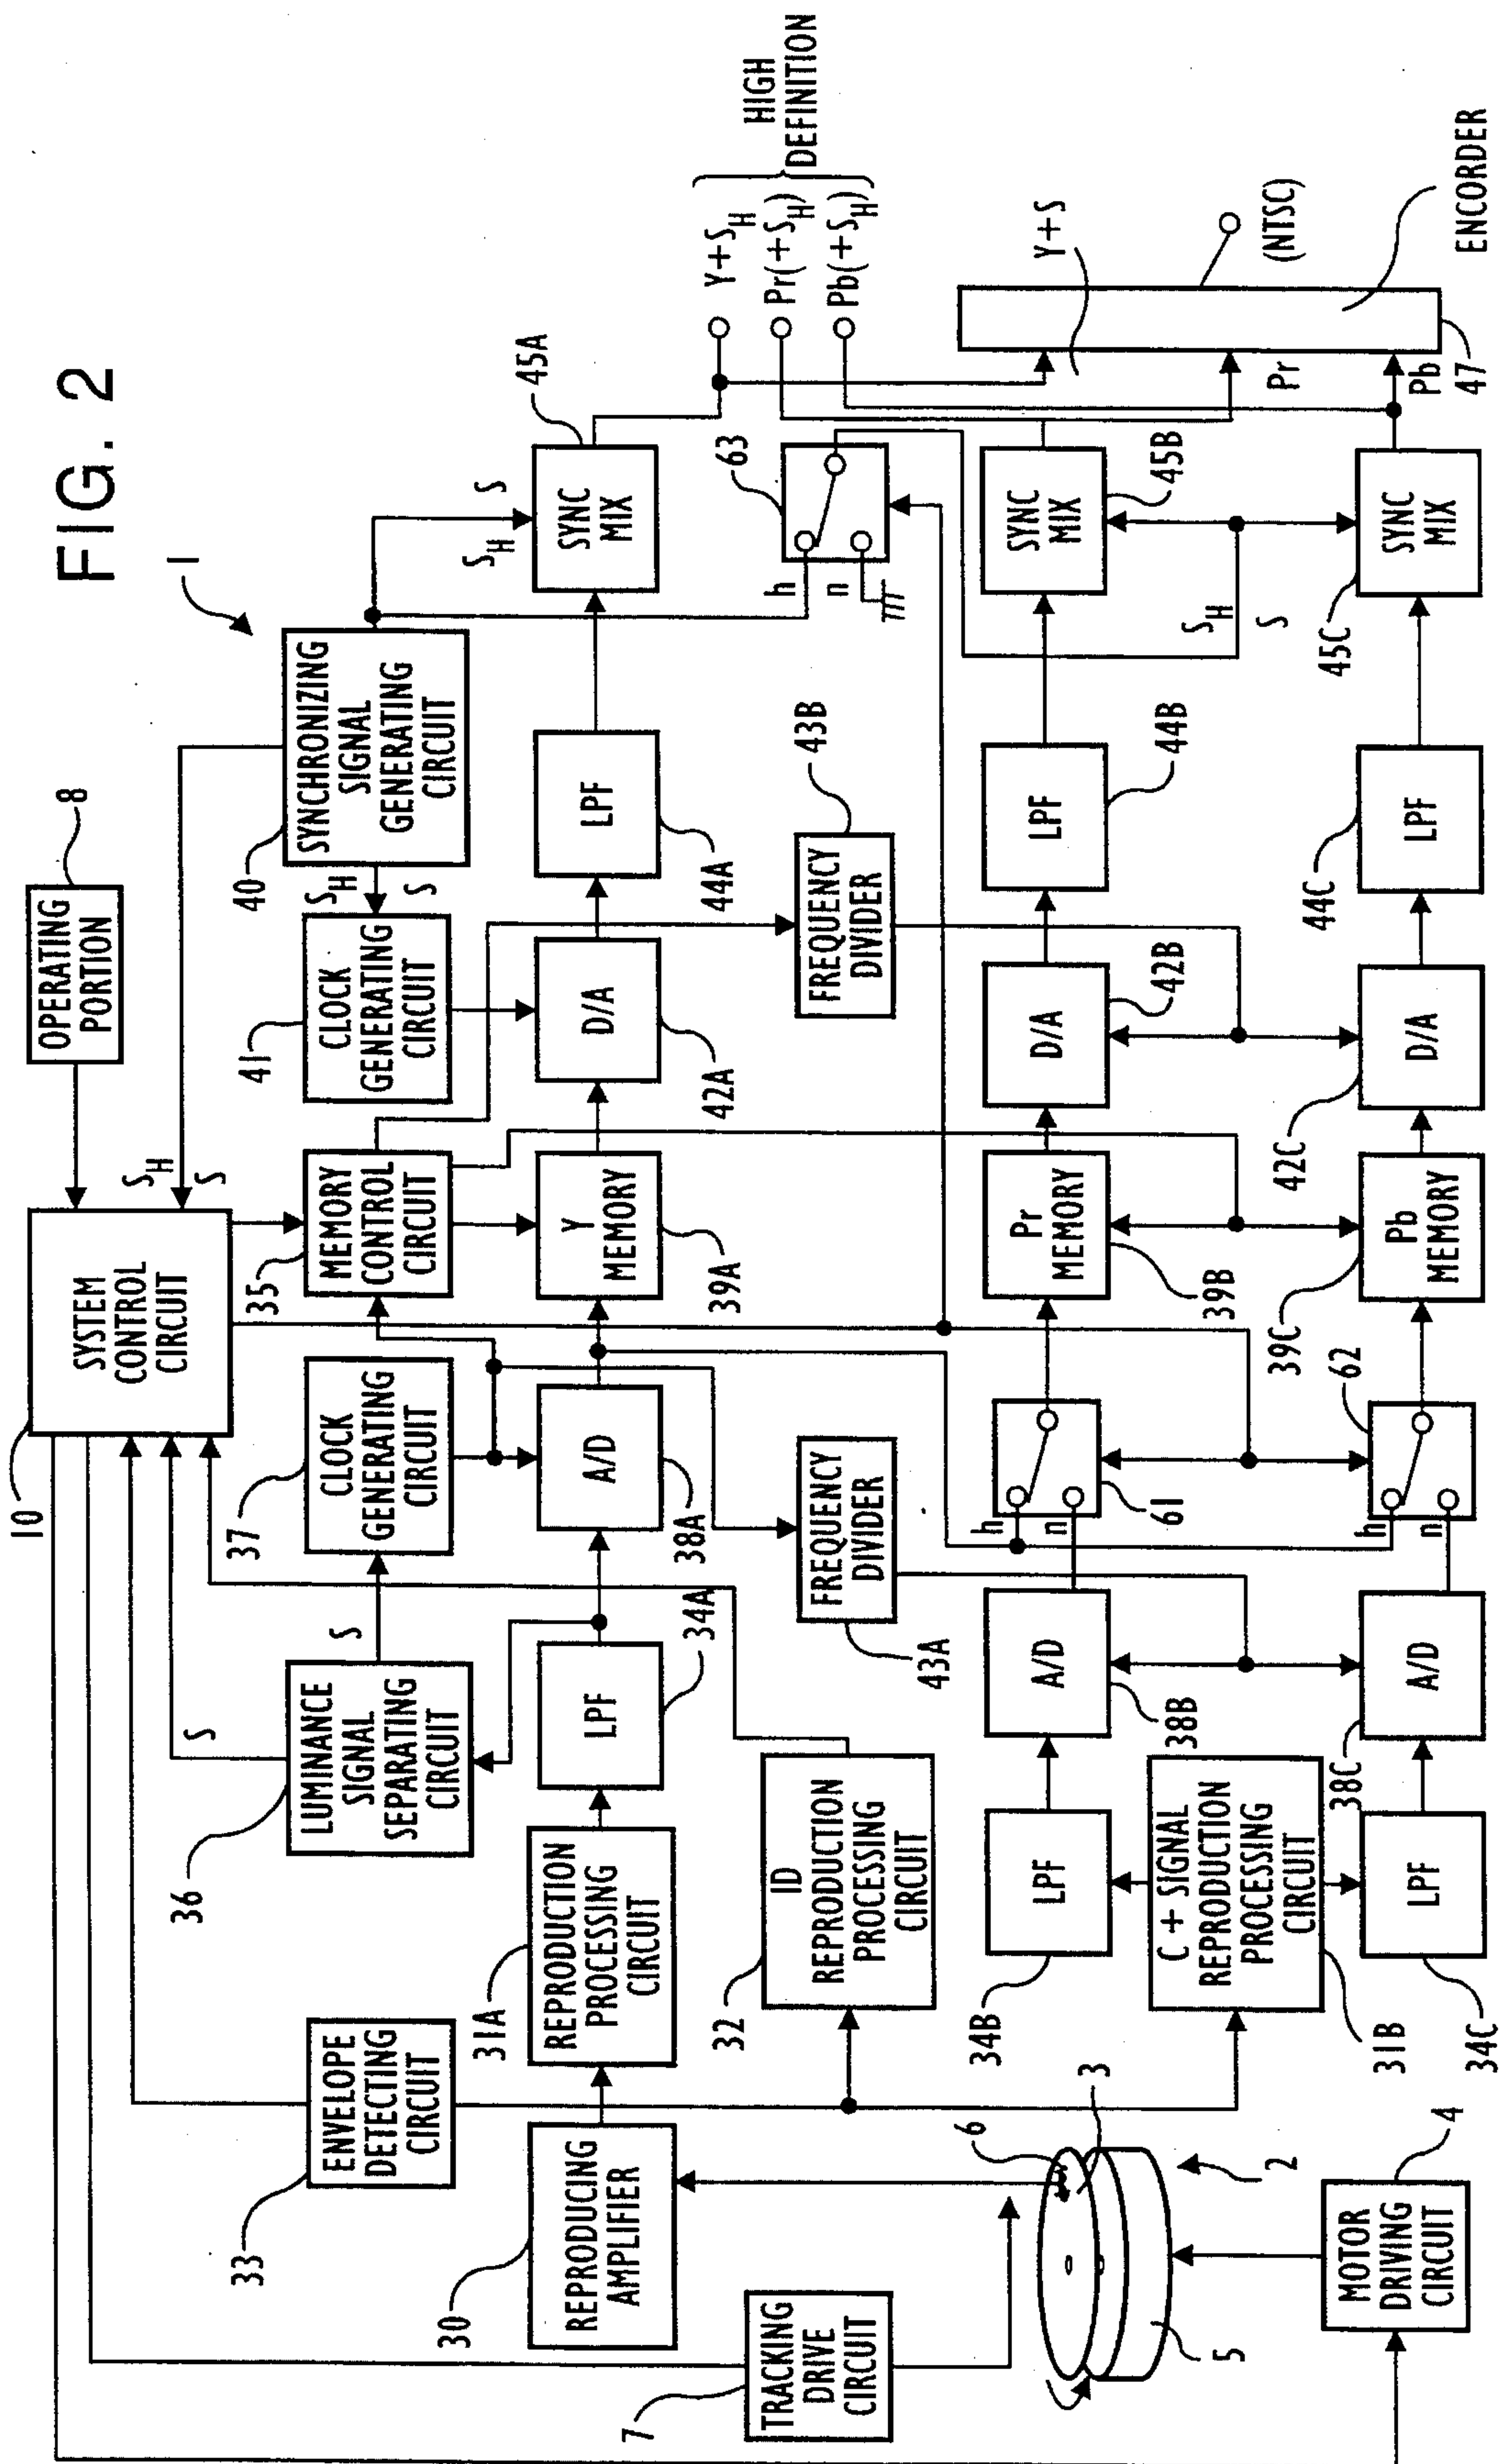 FIG. 2
1
10
SYSTEM
CONTROL
CIRCUIT
OPERATING
PORTION
8
S_H
S
33
ENVELOPE
DETECTING
CIRCUIT
36
LUMINANCE
SIGNAL
SEPARATING
CIRCUIT
S
S
37
CLOCK
GENERATING
CIRCUIT
35
MEMORY
CONTROL
CIRCUIT
41
CLOCK
GENERATING
CIRCUIT
S_H
S
40
SYNCHRONIZING
SIGNAL
GENERATING
CIRCUIT
S_H
S
30
REPRODUCING
AMPLIFIER
31A
REPRODUCTION
PROCESSING
CIRCUIT
LPF
34A
A/D
38A
Y
MEMORY
39A
D/A
42A
LPF
44A
SYNC
MIX
45A
Y+S_H
Pr(+S_H)
Pb(+S_H)
HIGH
DEFINITION
7
TRACKING
DRIVE
CIRCUIT
32
ID
REPRODUCTION
PROCESSING
CIRCUIT
FREQUENCY
DIVIDER
43A
FREQUENCY
DIVIDER
43B
h
n
63
6
3
5
2
MOTOR
DRIVING
CIRCUIT
4
34B
LPF
A/D
38B
h
n
61
Pr
MEMORY
39B
D/A
42B
LPF
44B
SYNC
MIX
45B
S_H
S
C + SIGNAL
REPRODUCTION
PROCESSING
CIRCUIT
31B
LPF
34C
38C
A/D
h
n
62
39C
Pb
MEMORY
42C
D/A
44C
LPF
45C
SYNC
MIX
Y+S
Pr
Pb
47
(NTSC)
ENCORDER